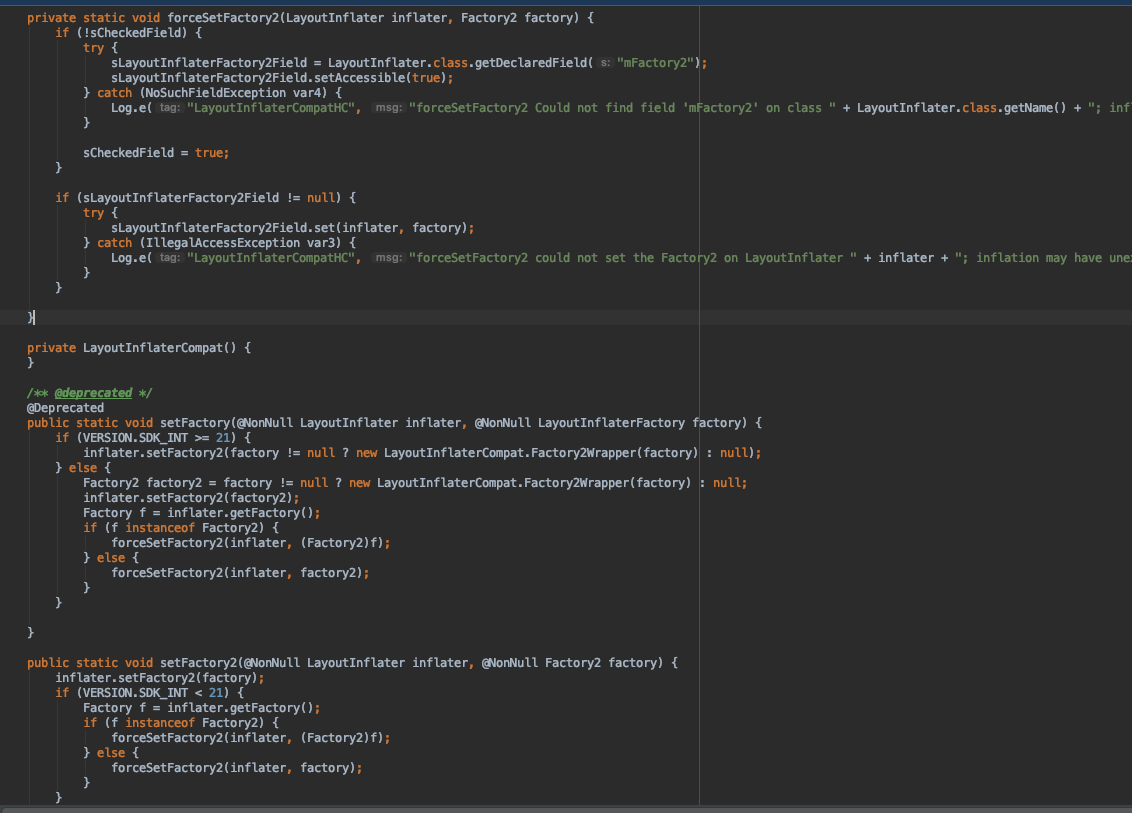 private static void forceSetFactory2(LayoutInflater inflater, Factory2 factory) {
if (!sCheckedField) {
try {
sLayoutInflaterFactory2Field = LayoutInflater.class.getDeclaredField( s: "mFactory2");
sLayoutInflaterFactory2Field.setAccessible(true);
} catch (NoSuchFieldException var4) {
Log.e( tag: "LayoutInflaterCompatHC", msg: "forceSetFactory2 Could not find field 'mFactory2' on class " + LayoutInflater.class.getName() + "; inf
}
sCheckedField = true;
}
if (sLayoutInflaterFactory2Field != null) {
try {
sLayoutInflaterFactory2Field.set(inflater, factory);
} catch (IllegalAccessException var3) {
Log.e( tag: "LayoutInflaterCompatHC", msg: "forceSetFactory2 could not set the Factory2 on LayoutInflater " + inflater + "; inflation may have une
}
}
}
private LayoutInflaterCompat() {
}
/** @deprecated */
@Deprecated
public static void setFactory(@NonNull LayoutInflater inflater, @NonNull LayoutInflaterFactory factory) {
if (VERSION.SDK_INT >= 21) {
inflater.setFactory2(factory != null ? new LayoutInflaterCompat.Factory2Wrapper(factory) : null);
} else {
Factory2 factory2 = factory != null ? new LayoutInflaterCompat.Factory2Wrapper(factory) : null;
inflater.setFactory2(factory2);
Factory f = inflater.getFactory();
if (f instanceof Factory2) {
forceSetFactory2(inflater, (Factory2)f);
} else {
forceSetFactory2(inflater, factory2);
}
}
}
public static void setFactory2(@NonNull LayoutInflater inflater, @NonNull Factory2 factory) {
inflater.setFactory2(factory);
if (VERSION.SDK_INT < 21) {
Factory f = inflater.getFactory();
if (f instanceof Factory2) {
forceSetFactory2(inflater, (Factory2)f);
} else {
forceSetFactory2(inflater, factory);
}
}